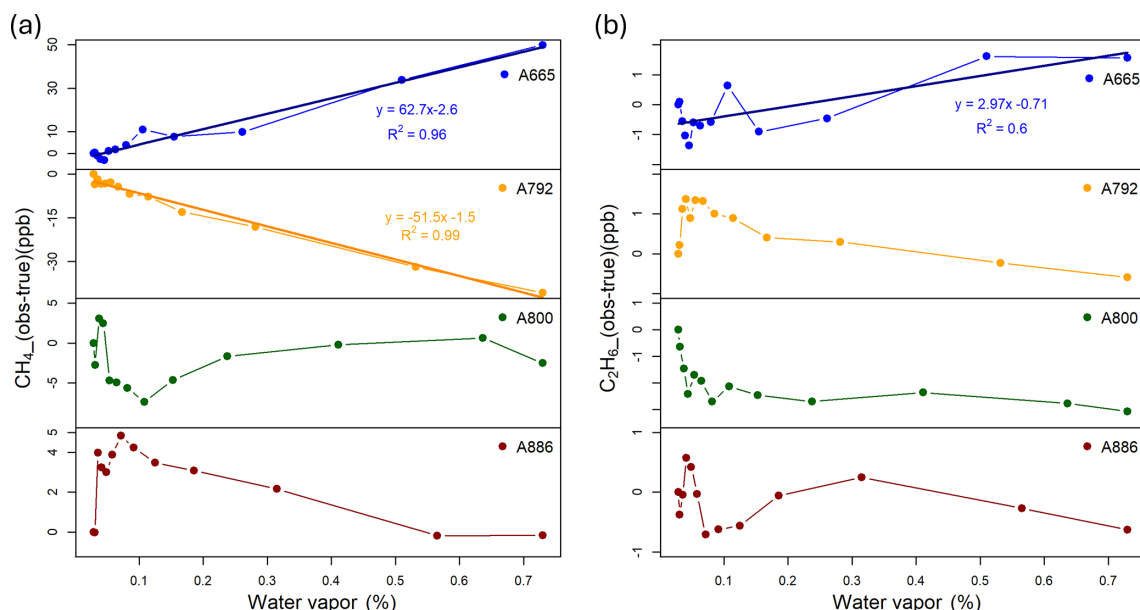 (a)
CH₄_(obs-true)(ppb)
50
30
10
0
A665
y = 62.7x-2.6
R² = 0.96
0
-15
-30
A792
y = -51.5x -1.5
R² = 0.99
5
0
-5
A800
5
4
2
0
A886
0.1 0.2 0.3 0.4 0.5 0.6 0.7
Water vapor (%)
(b)
C₂H₆_(obs-true)(ppb)
1
0
-1
A665
y = 2.97x -0.71
R² = 0.6
1
0
A792
1
0
-1
A800
1
0
-1
A886
0.1 0.2 0.3 0.4 0.5 0.6 0.7
Water vapor (%)